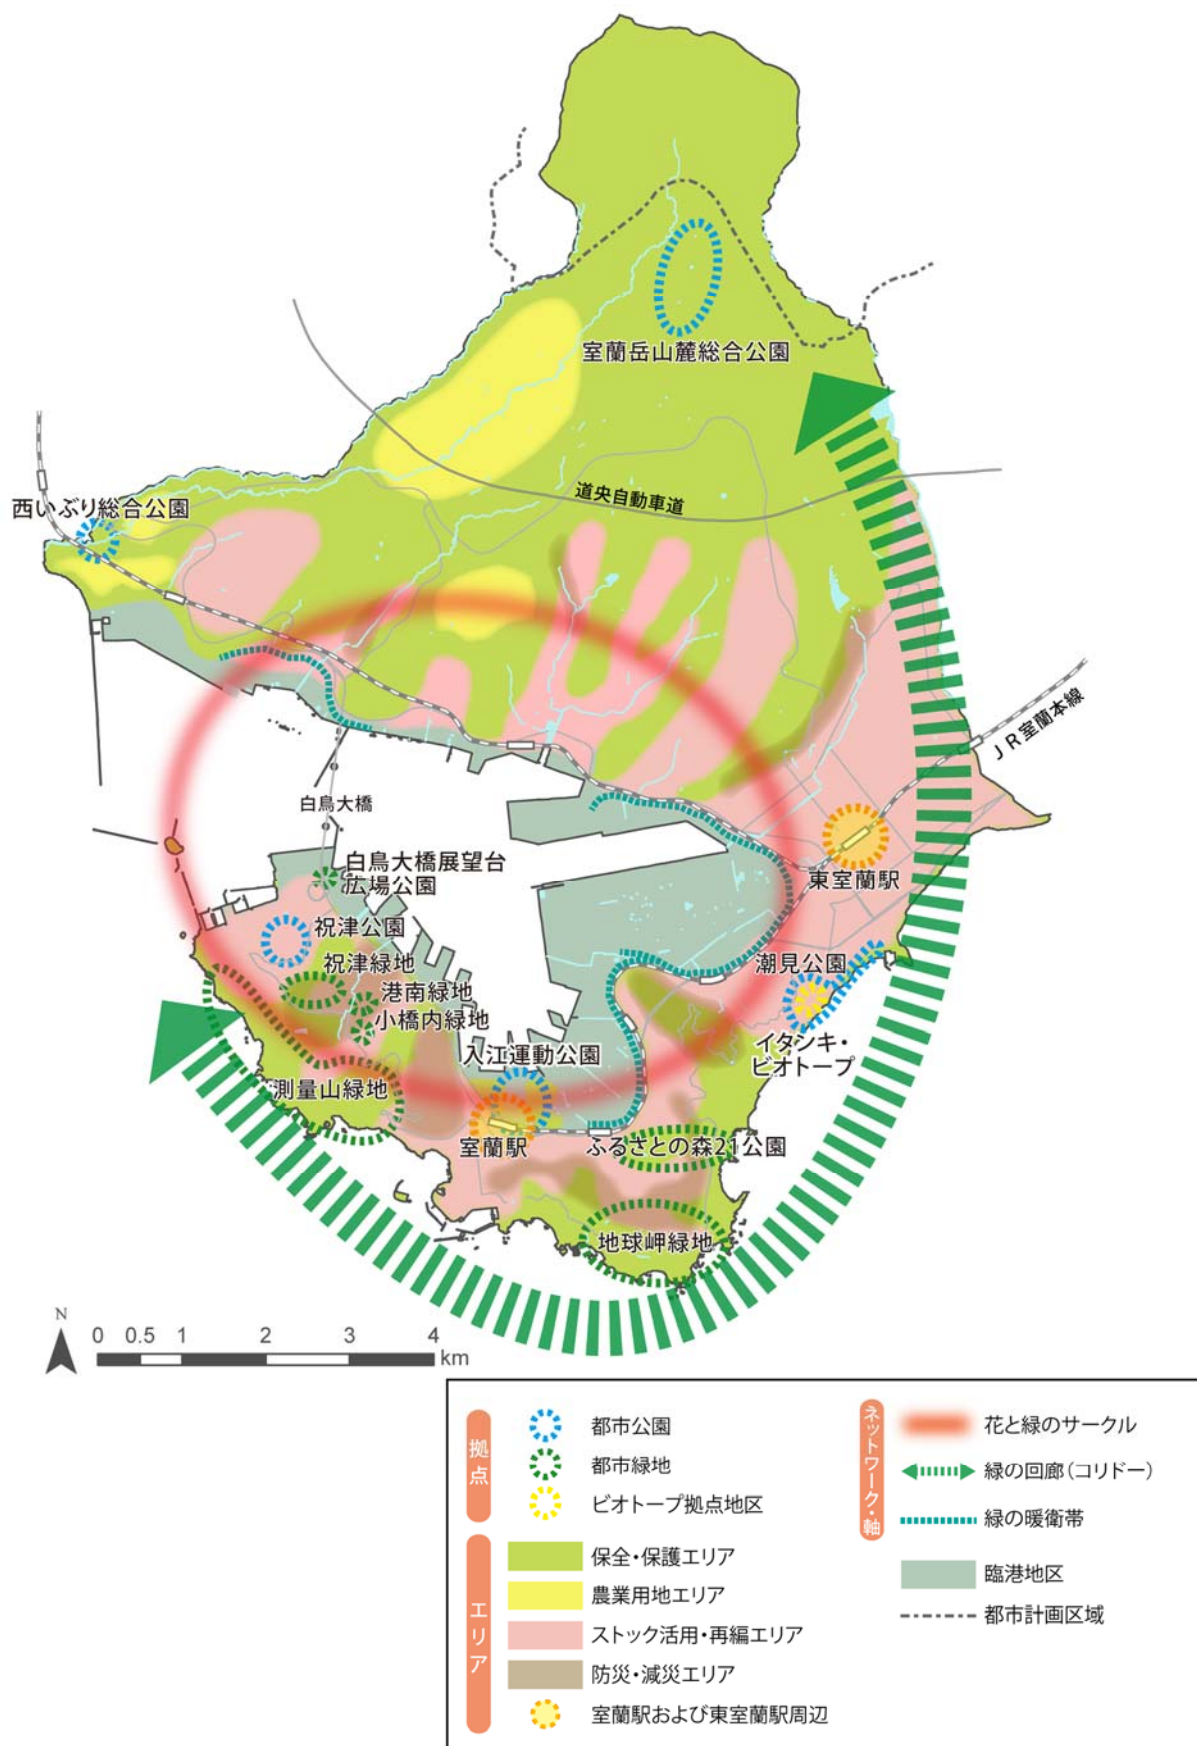 室蘭岳山麓総合公園
道央自動車道
西いぶり総合公園
JR室蘭本線
白鳥大橋
白鳥大橋展望台
広場公園
東室蘭駅
祝津公園
祝津緑地
潮見公園
港南緑地
小橋内緑地
イタンキ・
ビオトープ
入江運動公園
測量山緑地
室蘭駅
ふるさとの森21公園
地球岬緑地
N
0 0.5 1 2 3 4
km
拠点
都市公園
都市緑地
ビオトープ拠点地区
エリア
保全・保護エリア
農業用地エリア
ストック活用・再編エリア
防災・減災エリア
室蘭駅および東室蘭駅周辺
ネットワーク・軸
花と緑のサークル
緑の回廊(コリドー)
緑の暖衛帯
臨港地区
都市計画区域